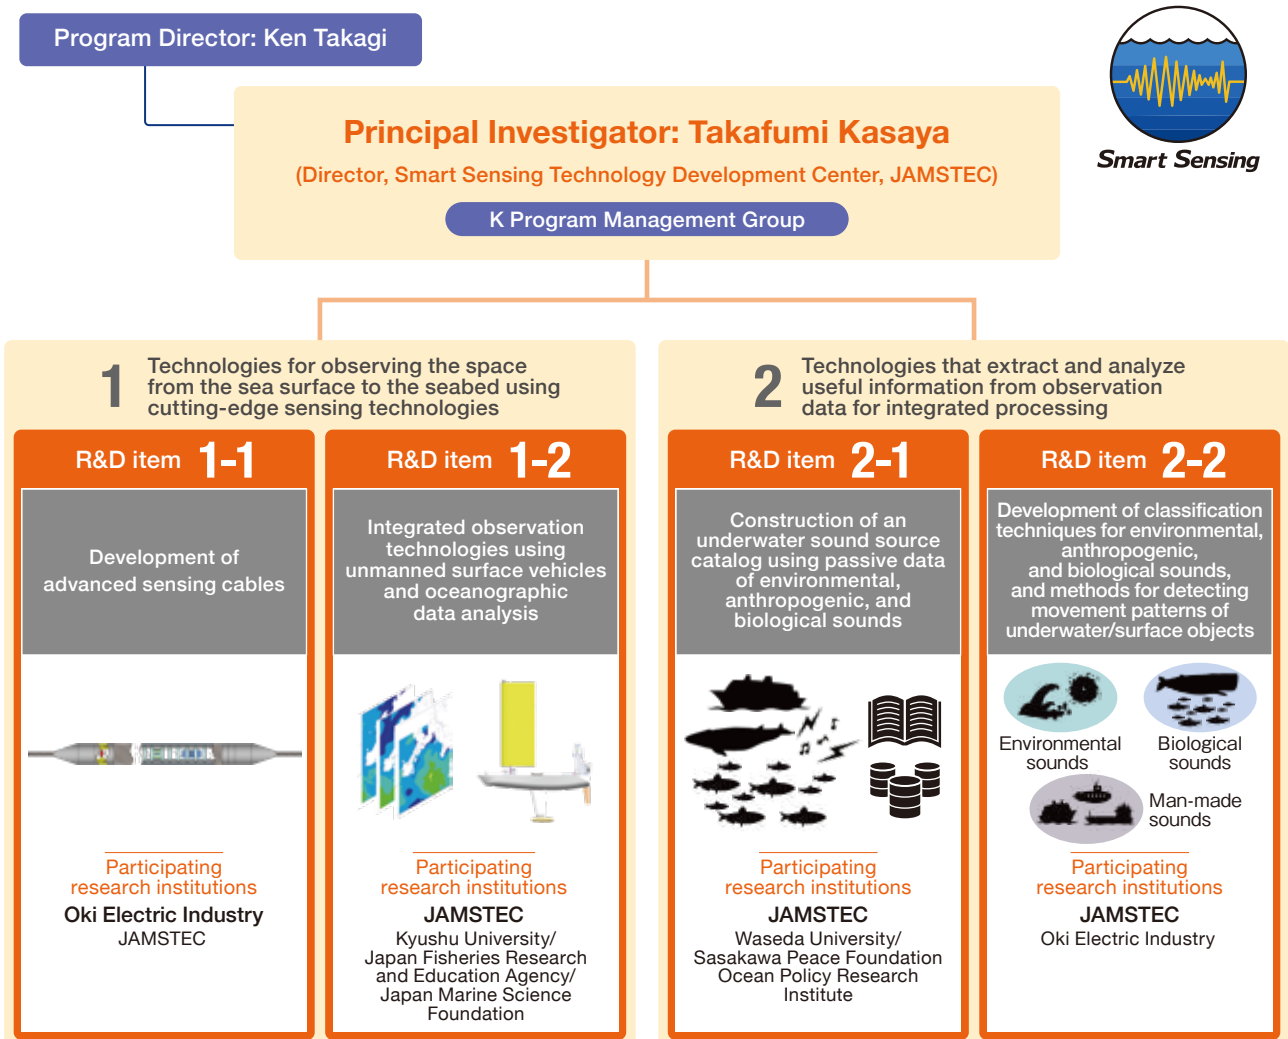 Program Director: Ken Takagi
Principal Investigator: Takafumi Kasaya
(Director, Smart Sensing Technology Development Center, JAMSTEC)
K Program Management Group
Smart Sensing
1
Technologies for observing the space
from the sea surface to the seabed using
cutting-edge sensing technologies
R&D item 1-1
Development of
advanced sensing cables
Participating
research institutions
Oki Electric Industry
JAMSTEC
R&D item 1-2
Integrated observation
technologies using
unmanned surface vehicles
and oceanographic
data analysis
Participating
research institutions
JAMSTEC
Kyushu University/
Japan Fisheries Research
and Education Agency/
Japan Marine Science
Foundation
2
Technologies that extract and analyze
useful information from observation
data for integrated processing
R&D item 2-1
Construction of an
underwater sound source
catalog using passive data
of environmental,
anthropogenic, and
biological sounds
Participating
research institutions
JAMSTEC
Waseda University/
Sasakawa Peace Foundation
Ocean Policy Research
Institute
R&D item 2-2
Development of classification
techniques for environmental,
anthropogenic,
and biological sounds,
and methods for detecting
movement patterns of
underwater/surface objects
Environmental
sounds
Biological
sounds
Man-made
sounds
Participating
research institutions
JAMSTEC
Oki Electric Industry